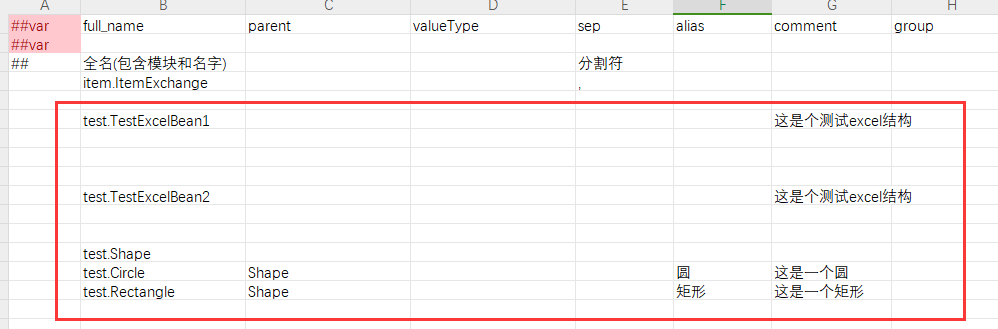 A B C D E F G H
##var full_name parent valueType sep alias comment group
##var
## 全名(包含模块和名字) 分割符
item.ItemExchange ,
test.TestExcelBean1 这是个测试excel结构
test.TestExcelBean2 这是个测试excel结构
test.Shape
test.Circle Shape 圆 这是一个圆
test.Rectangle Shape 矩形 这是一个矩形